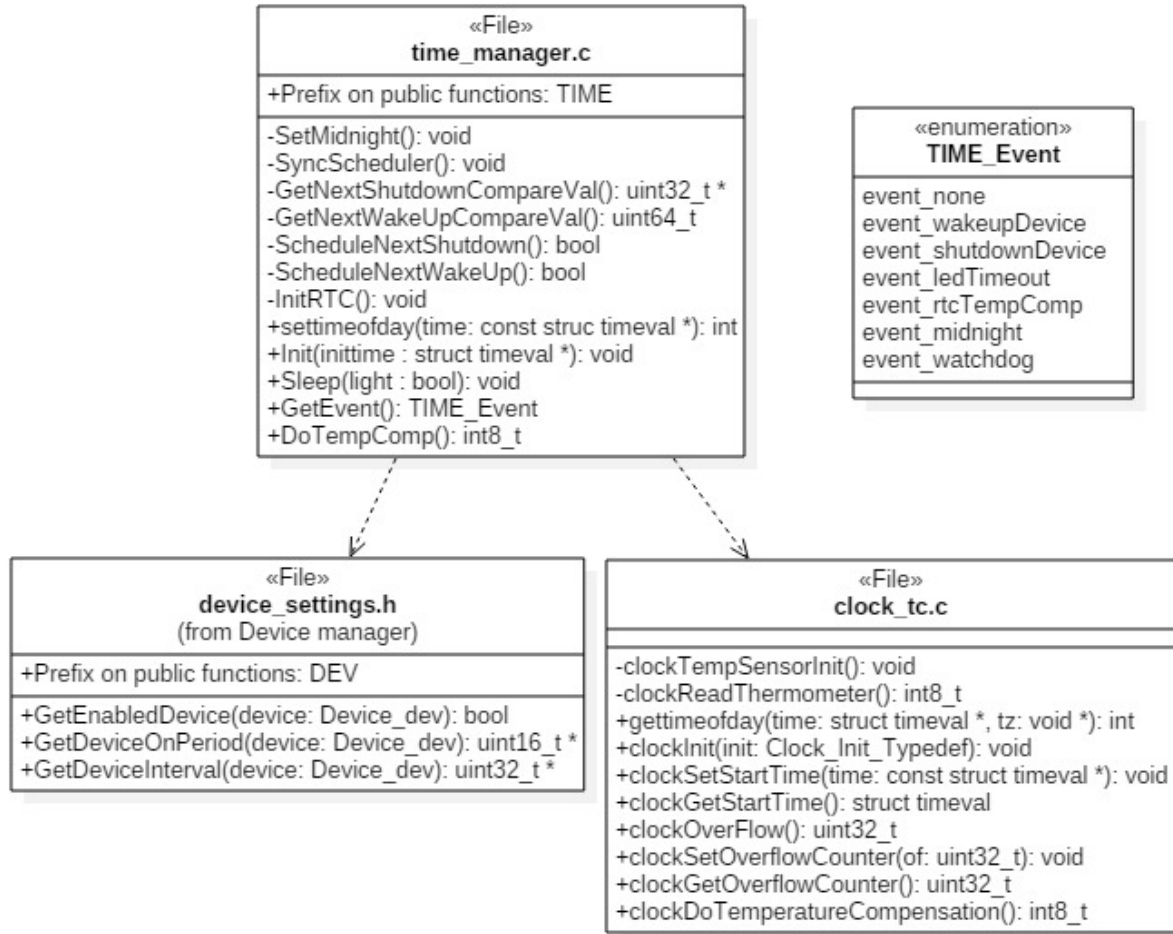 «File»
time_manager.c
+Prefix on public functions: TIME
-SetMidnight(): void
-SyncScheduler(): void
-GetNextShutdownCompareVal(): uint32_t *
-GetNextWakeUpCompareVal(): uint64_t
-ScheduleNextShutdown(): bool
-ScheduleNextWakeUp(): bool
-InitRTC(): void
+settimeofday(time: const struc timeval *): int
+Init(inittime : struct timeval *): void
+Sleep(light : bool): void
+GetEvent(): TIME_Event
+DoTempComp(): int8_t
«enumeration»
TIME_Event
event_none
event_wakeupDevice
event_shutdownDevice
event_ledTimeout
event_rtcTempComp
event_midnight
event_watchdog
«File»
device_settings.h
(from Device manager)
+Prefix on public functions: DEV
+GetEnabledDevice(device: Device_dev): bool
+GetDeviceOnPeriod(device: Device_dev): uint16_t *
+GetDeviceInterval(device: Device_dev): uint32_t *
«File»
clock_tc.c
-clockTempSensorInit(): void
-clockReadThermometer(): int8_t
+gettimeofday(time: struct timeval *, tz: void *): int
+clockInit(init: Clock_Init_Typedef): void
+clockSetStartTime(time: const struct timeval *): void
+clockGetStartTime(): struct timeval
+clockOverFlow(): uint32_t
+clockSetOverflowCounter(of: uint32_t): void
+clockGetOverflowCounter(): uint32_t
+clockDoTemperatureCompensation(): int8_t